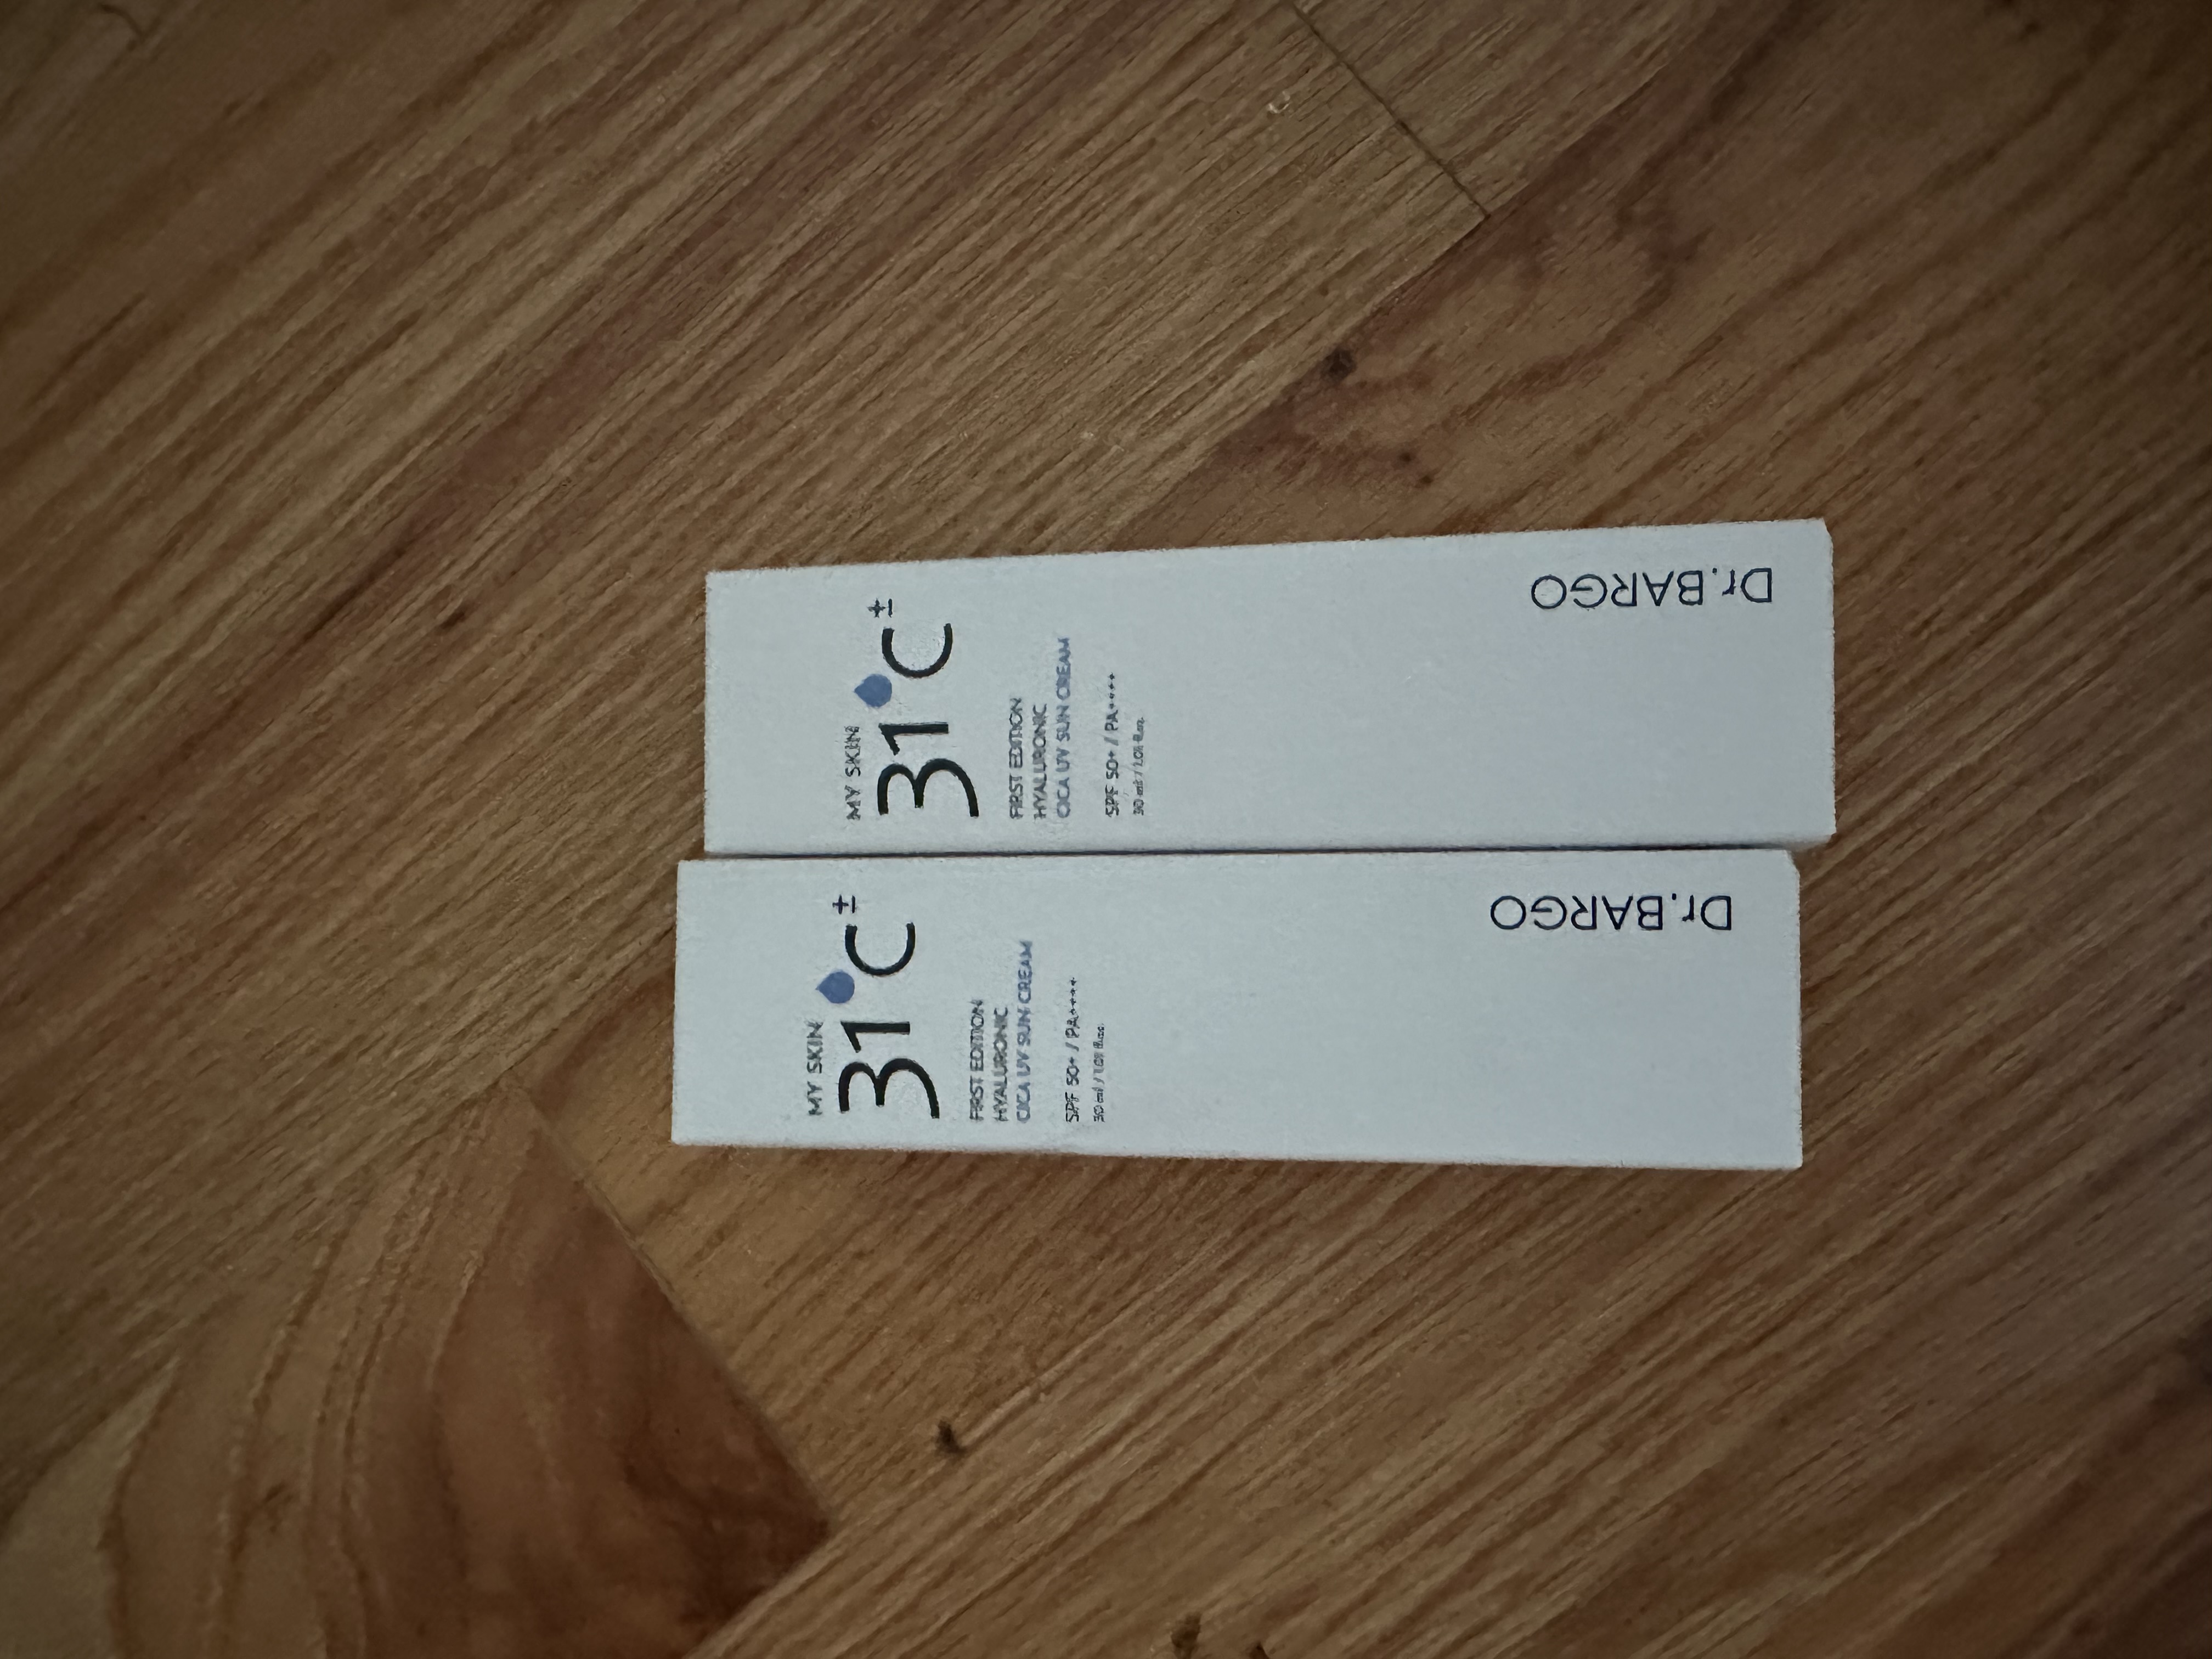 MY SKIN
31°C±
FIRST EDITION
HYALURONIC
CICA UV SUN CREAM
SPF 50+ / PA++++
30 ml / 1.01 fl.oz.
Dr.BARGO
MY SKIN
31°C±
FIRST EDITION
HYALURONIC
CICA UV SUN CREAM
SPF 50+ / PA++++
30 ml / 1.01 fl.oz.
Dr.BARGO